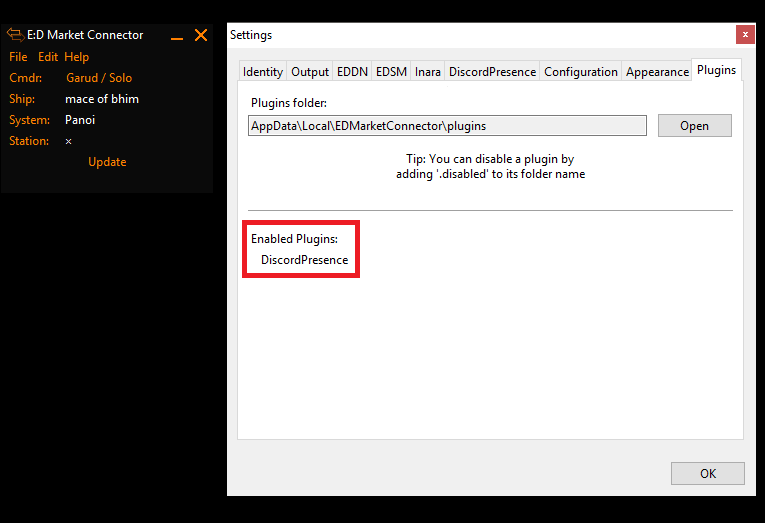 E:D Market Connector
File Edit Help
Cmdr: Garud / Solo
Ship: mace of bhim
System: Panoi
Station: ×
Update
Settings
Identity Output EDDN EDSM Inara DiscordPresence Configuration Appearance Plugins
Plugins folder:
AppData\Local\EDMarketConnector\plugins Open
Tip: You can disable a plugin by
adding '.disabled' to its folder name
Enabled Plugins:
DiscordPresence
OK